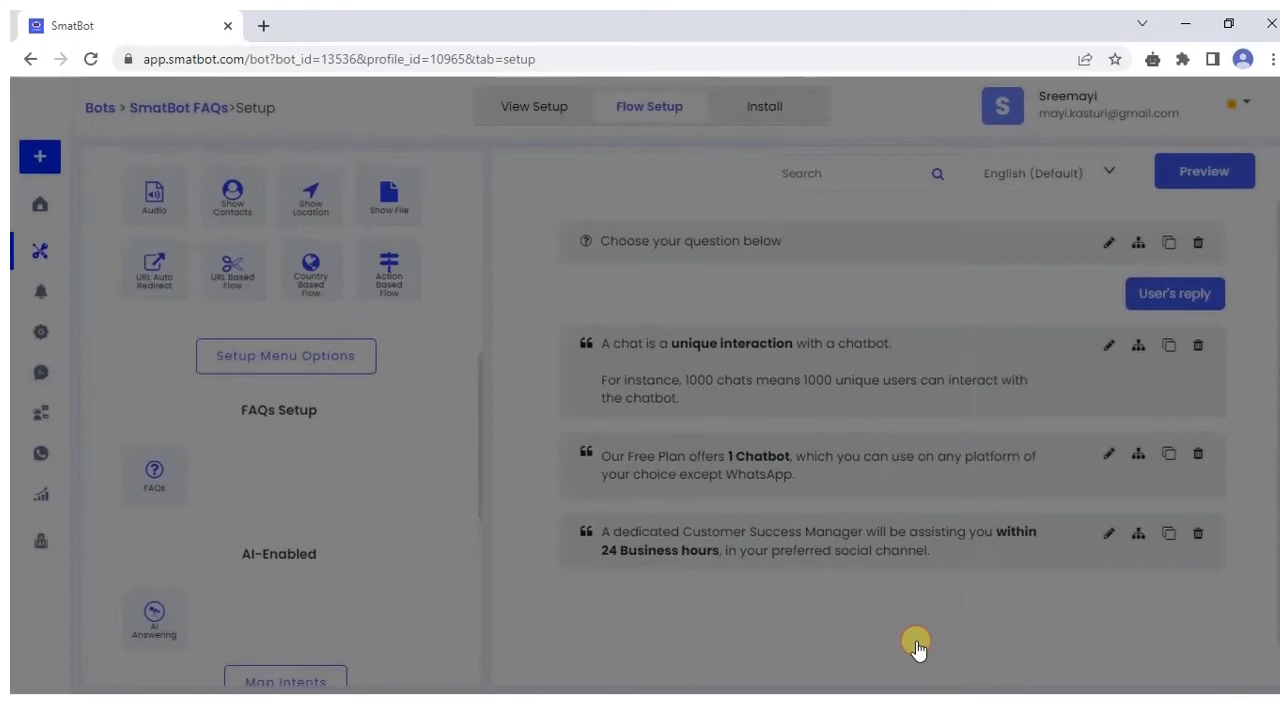 SmatBot
app.smatbot.com/bot?bot_id=13536&profile_id=10965&tab=setup
Bots > SmatBot FAQs>Setup
View Setup
Flow Setup
Install
S
Sreemayi
mayi.kasturi@gmail.com
Audio
Show
Contacts
Show
Location
Show File
Search
English (Default)
Preview
URL Auto
Redirect
URL Based
Flow
Country
Based
Flow
Action
Based
Flow
Setup Menu Options
FAQs Setup
FAQs
AI-Enabled
AI
Answering
Map Intents
Choose your question below
User's reply
A chat is a unique interaction with a chatbot.
For instance, 1000 chats means 1000 unique users can interact with
the chatbot.
Our Free Plan offers 1 Chatbot, which you can use on any platform of
your choice except WhatsApp.
A dedicated Customer Success Manager will be assisting you within
24 Business hours, in your preferred social channel.